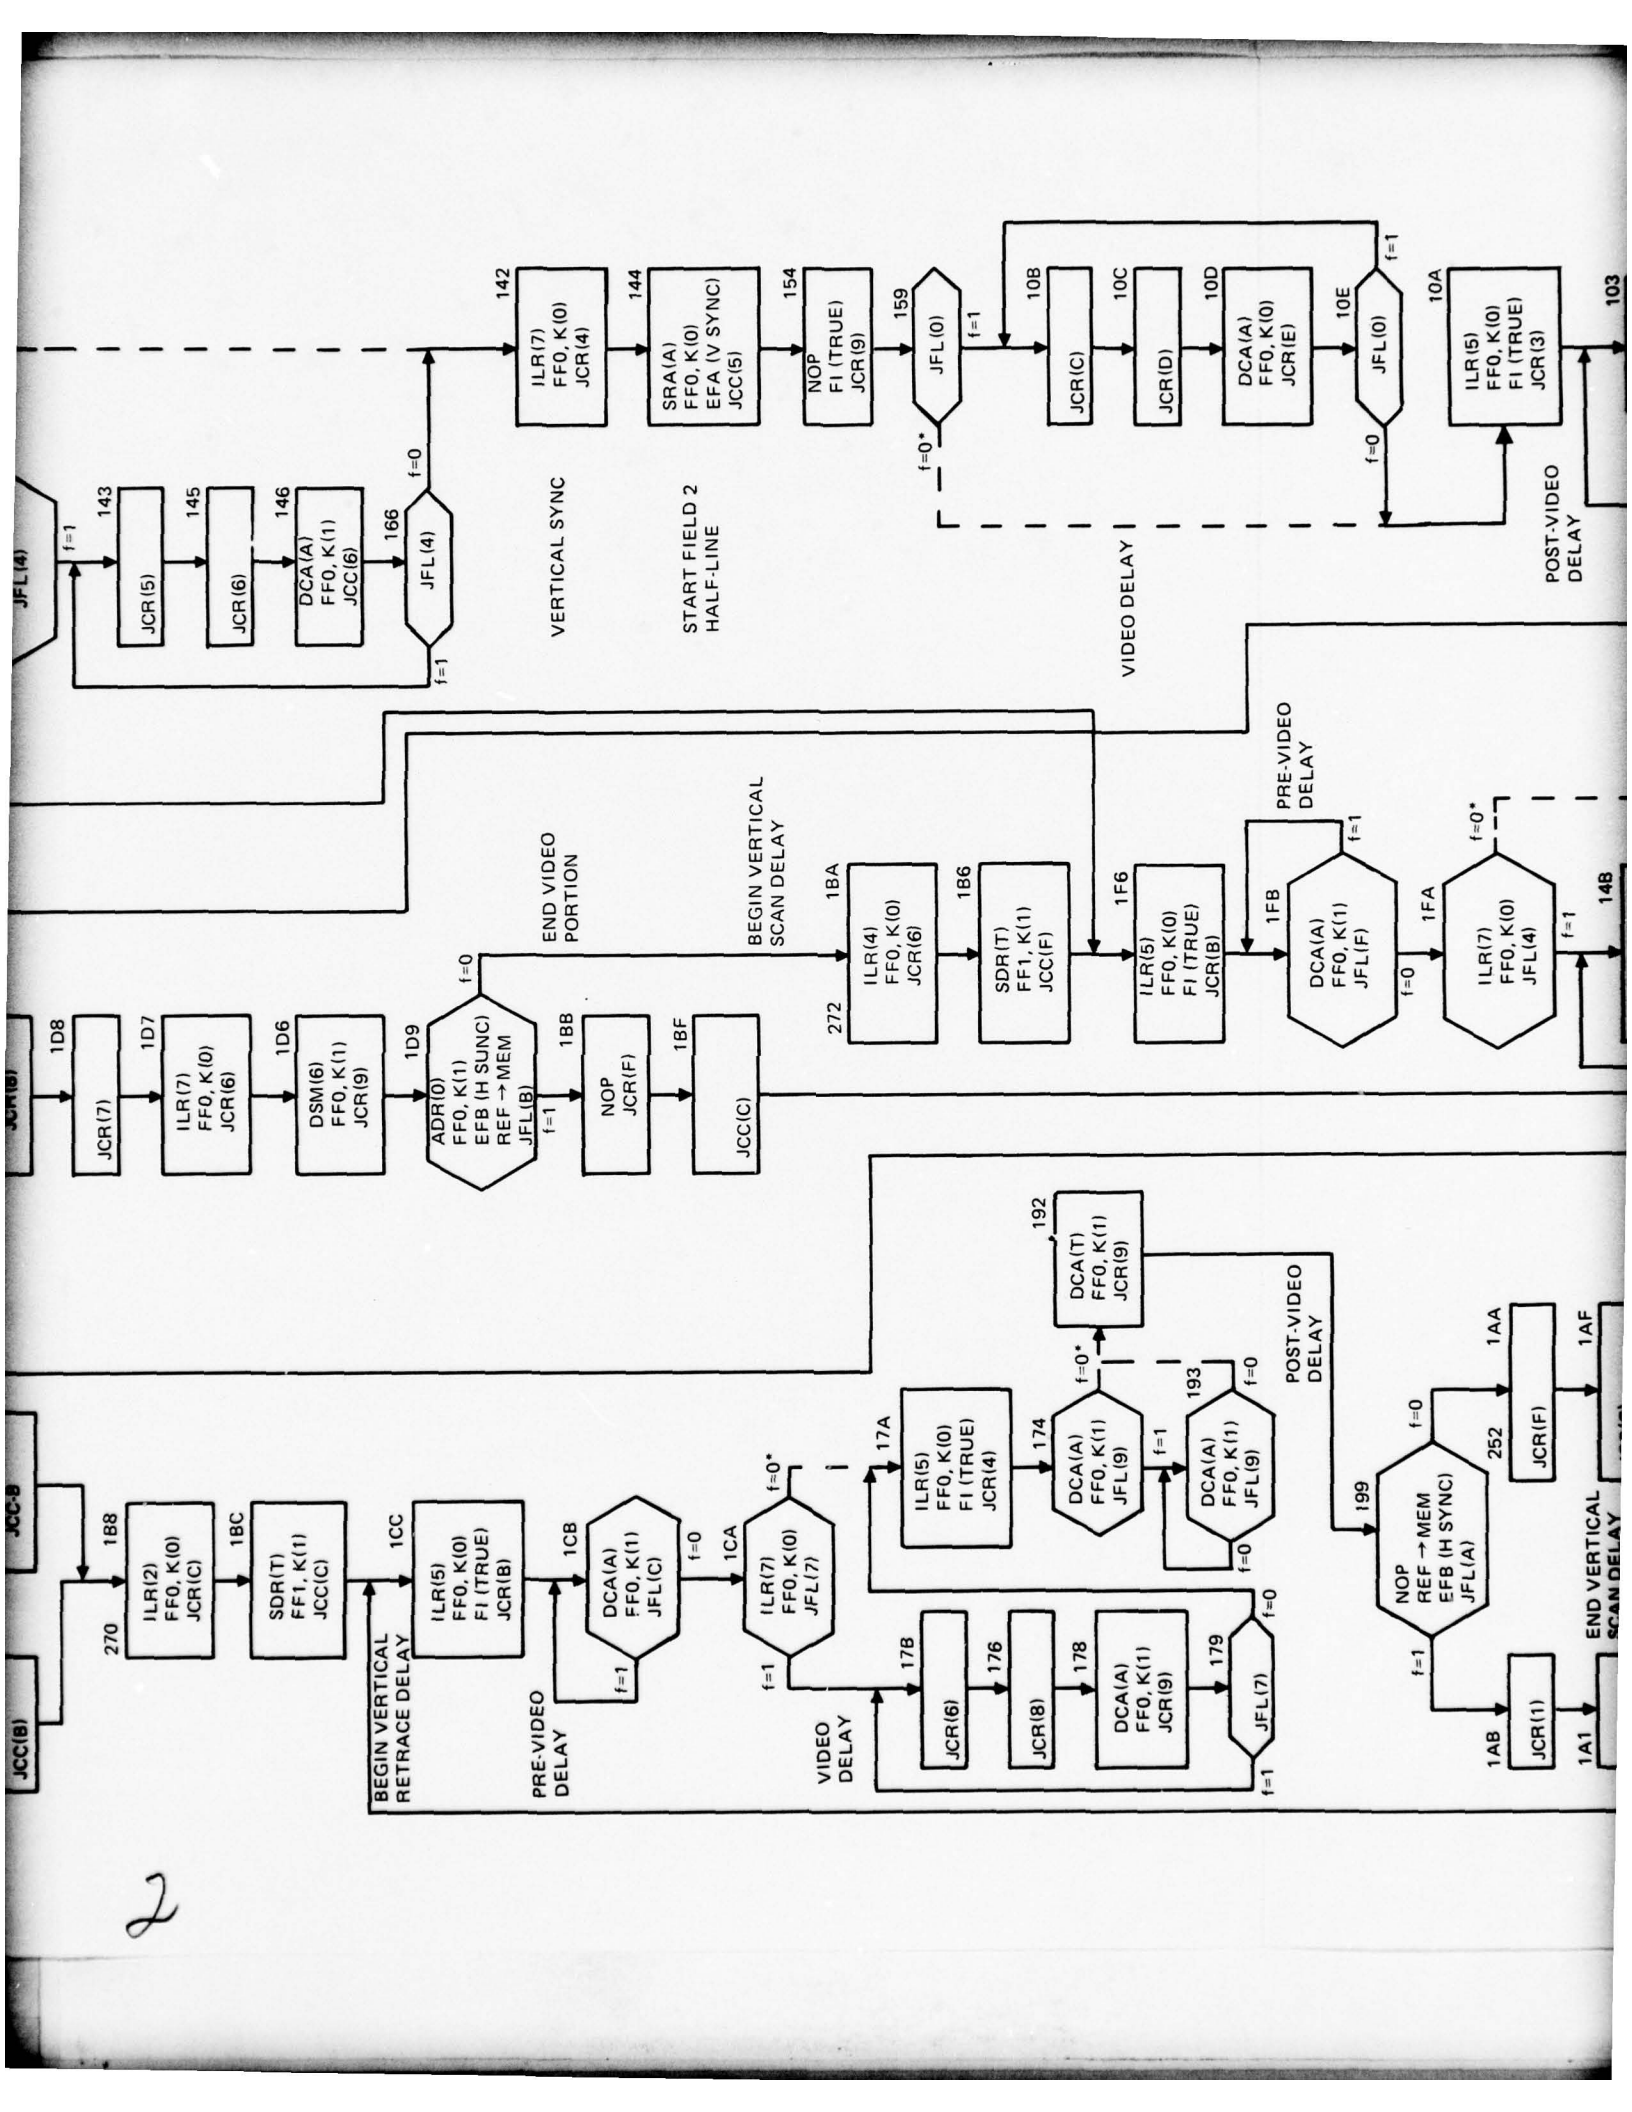 JFL(4)
f=1
143
JCR(5)
145
JCR(6)
146
DCA(A)
FF0, K(1)
JCC(6)
166
JFL(4)
f=0
f=1
142
ILR(7)
FF0, K(0)
JCR(4)
VERTICAL SYNC
144
SRA(A)
FF0, K(0)
EFA (V SYNC)
JCC(5)
START FIELD 2
HALF-LINE
154
NOP
FI (TRUE)
JCR(9)
159
JFL(0)
f=0*
f=1
10B
JCR(C)
10C
JCR(D)
10D
DCA(A)
FF0, K(0)
JCR(E)
VIDEO DELAY
10E
JFL(0)
f=1
f=0
10A
ILR(5)
FF0, K(0)
FI (TRUE)
JCR(3)
POST-VIDEO
DELAY
103
1D8
JCR(7)
1D7
ILR(7)
FF0, K(0)
JCR(6)
1D6
DSM(6)
FF0, K(1)
JCR(9)
1D9
ADR(0)
FF0, K(1)
EFB (H SUNC)
REF→MEM
JFL(B)
f=0
f=1
END VIDEO
PORTION
1BB
NOP
JCR(F)
1BF
JCC(C)
BEGIN VERTICAL
SCAN DELAY
272
1BA
ILR(4)
FF0, K(0)
JCR(6)
1B6
SDR(T)
FF1, K(1)
JCC(F)
1F6
ILR(5)
FF0, K(0)
FI (TRUE)
JCR(B)
PRE-VIDEO
DELAY
1FB
DCA(A)
FF0, K(1)
JFL(F)
f=1
f=0
1FA
ILR(7)
FF0, K(0)
JFL(4)
f=0*
f=1
14B
JCC(B)
JCC-B
270
1B8
ILR(2)
FF0, K(0)
JCR(C)
1BC
SDR(T)
FF1, K(1)
JCC(C)
BEGIN VERTICAL
RETRACE DELAY
1CC
ILR(5)
FF0, K(0)
FI (TRUE)
JCR(B)
PRE-VIDEO
DELAY
1CB
DCA(A)
FF0, K(1)
JFL(C)
f=1
f=0
1CA
ILR(7)
FF0, K(0)
JFL(7)
f=1
f=0*
VIDEO
DELAY
17B
JCR(6)
176
JCR(8)
178
DCA(A)
FF0, K(1)
JCR(9)
179
JFL(7)
f=1
f=0
17A
ILR(5)
FF0, K(0)
FI (TRUE)
JCR(4)
174
DCA(A)
FF0, K(1)
JFL(9)
f=0*
f=1
193
DCA(A)
FF0, K(1)
JFL(9)
f=0
f=0
192
DCA(T)
FF0, K(1)
JCR(9)
POST-VIDEO
DELAY
199
NOP
REF→MEM
EFB (H SYNC)
JFL(A)
f=1
f=0
1AB
JCR(1)
1A1
252
1AA
JCR(F)
1AF
END VERTICAL
SCAN DELAY
2